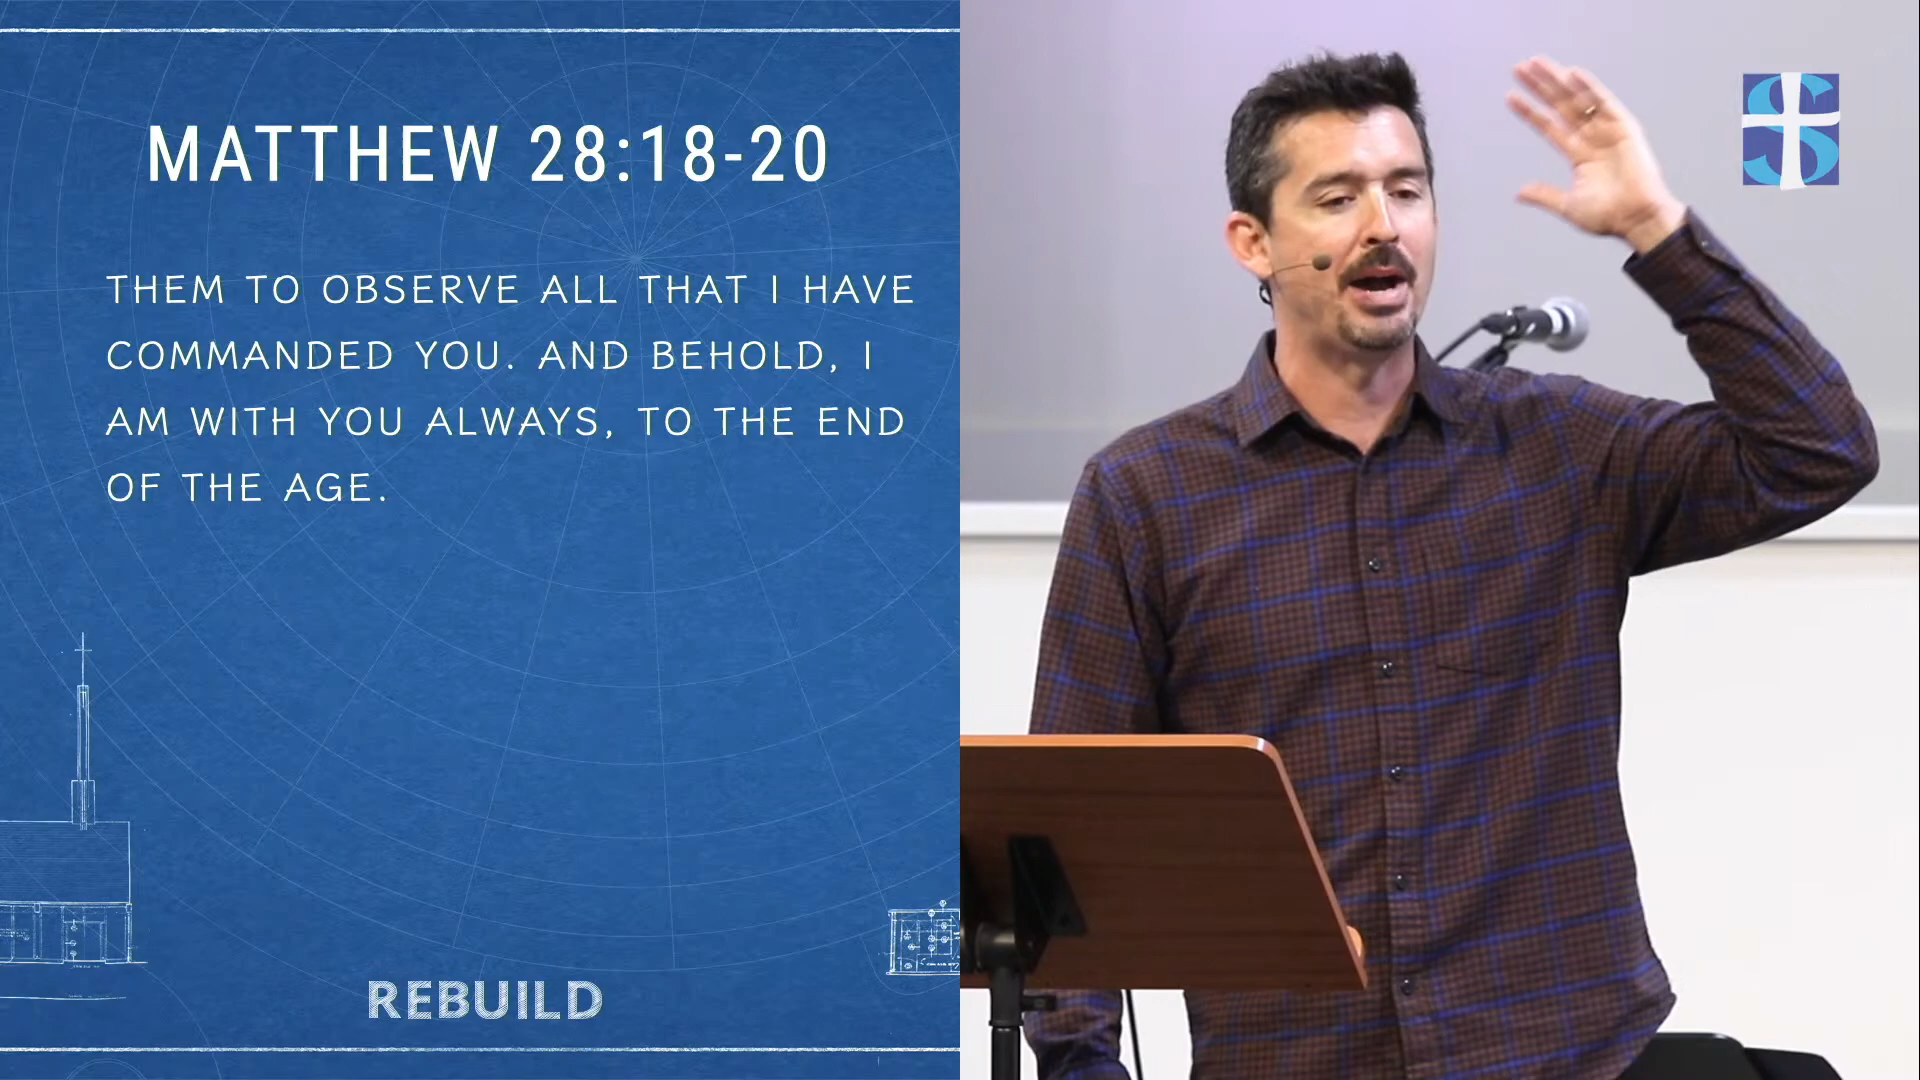 MATTHEW 28:18-20
THEM TO OBSERVE ALL THAT I HAVE
COMMANDED YOU. AND BEHOLD, I
AM WITH YOU ALWAYS, TO THE END
OF THE AGE.
REBUILD
S